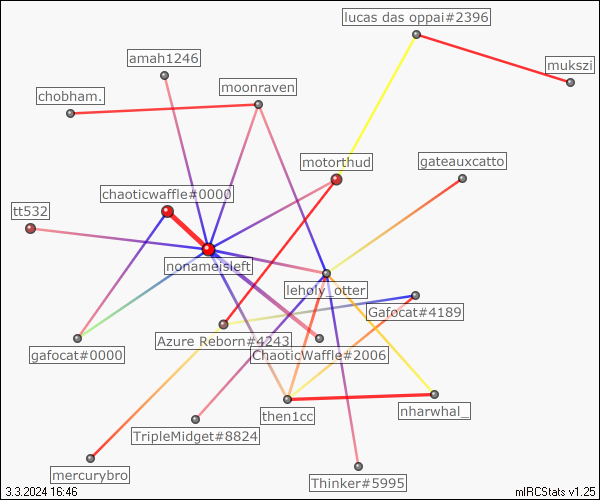 lucas das oppai#2396
amah1246
mukszi
moonraven
chobham.
motorthud
gateauxcatto
chaoticwaffle#0000
tt532
nonameisleft
leholy_otter
Gafocat#4189
Azure Reborn#4243
gafocat#0000
ChaoticWaffle#2006
then1cc
nharwhal_
TripleMidget#8824
mercurybro
Thinker#5995
3.3.2024 16:46
mIRCStats v1.25